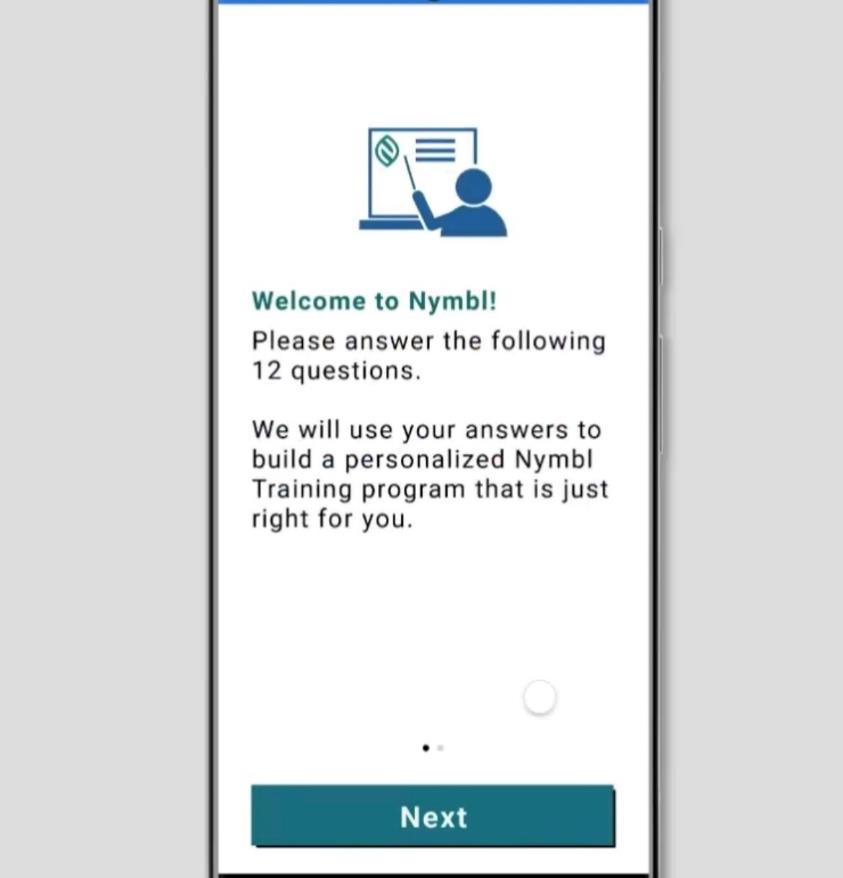 Welcome to Nymbl!
Please answer the following
12 questions.
We will use your answers to
build a personalized Nymbl
Training program that is just
right for you.
Next